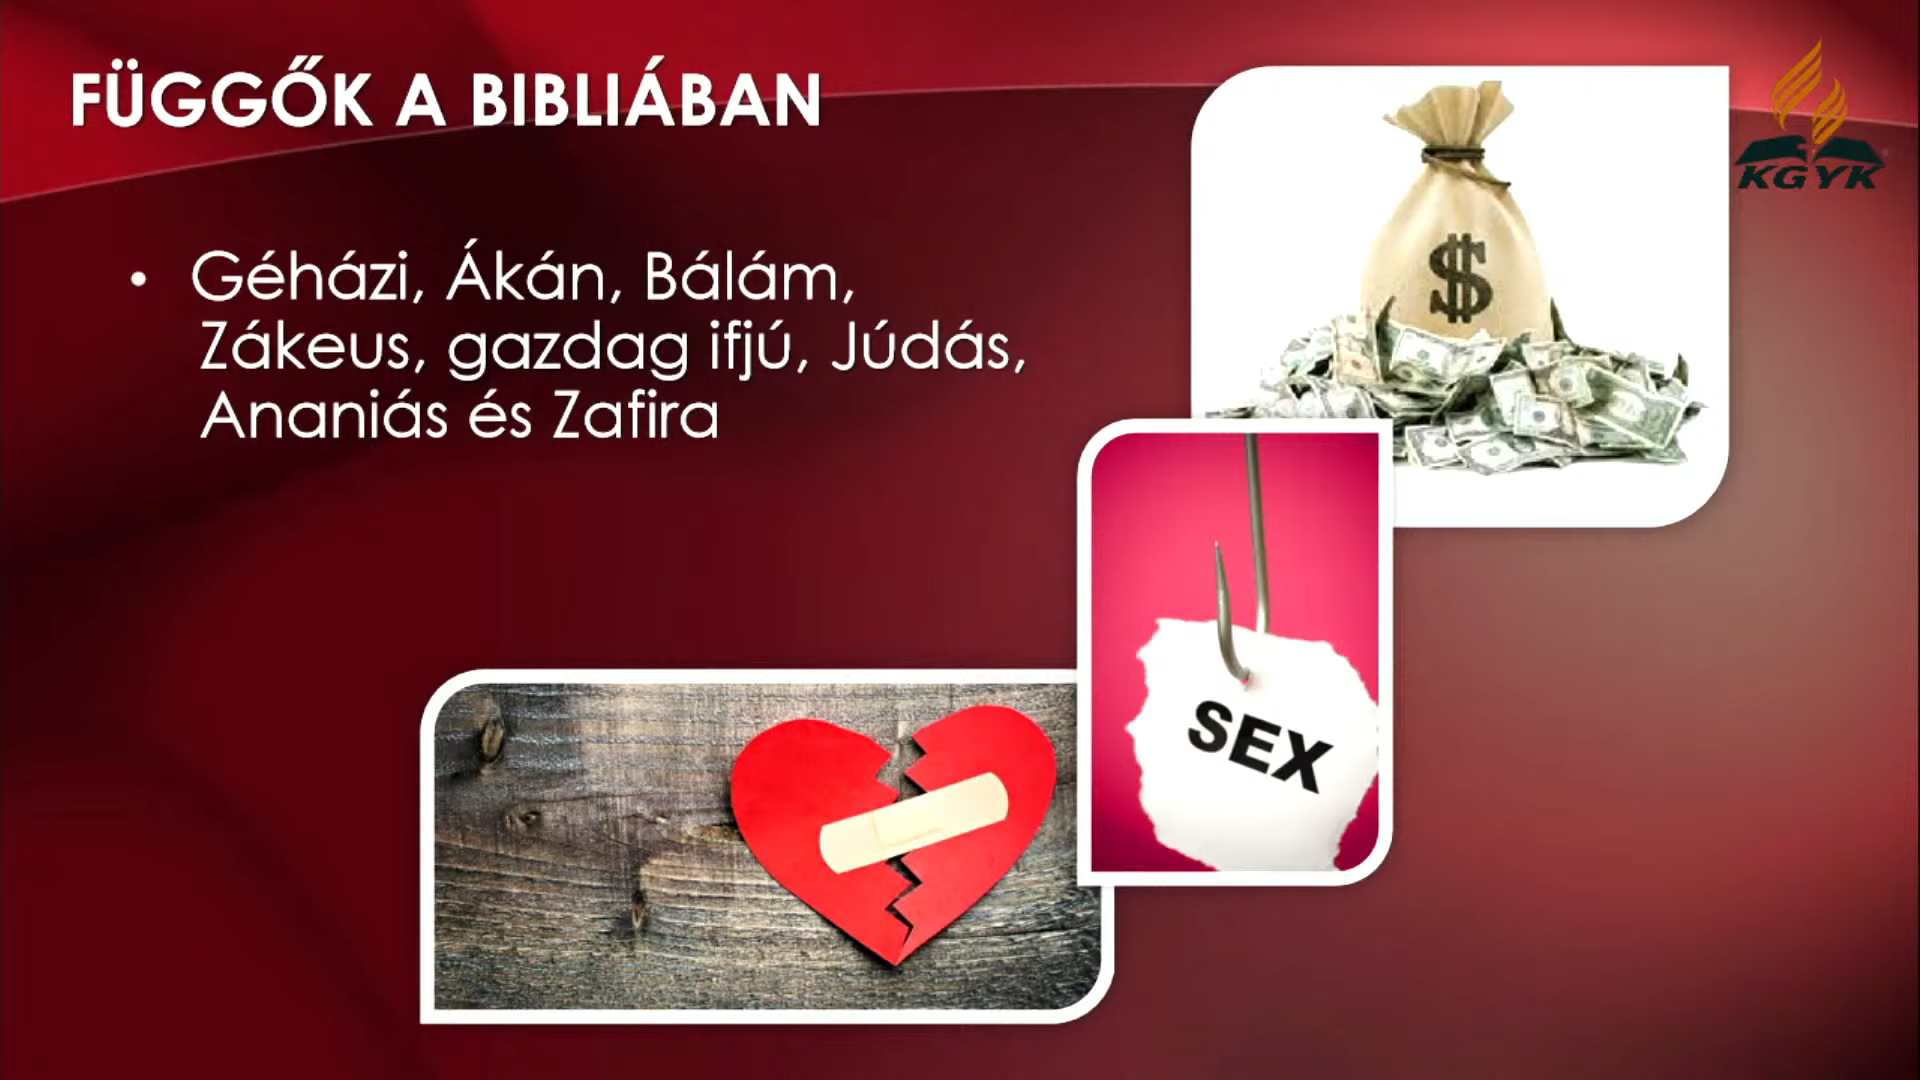 FÜGGŐK A BIBLIÁBAN
KGYK
• Géházi, Ákán, Bálám,
Zákeus, gazdag ifjú, Júdás,
Ananiás és Zafira
$
SEX